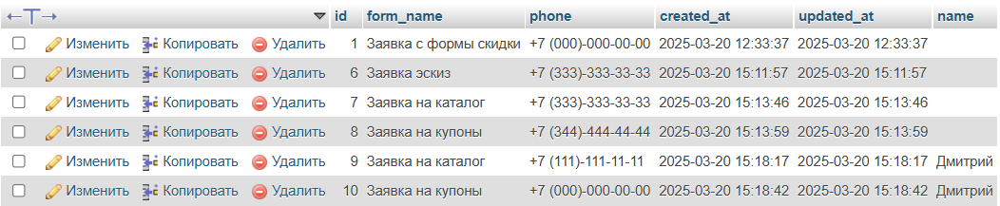 id form_name phone created_at updated_at name
Изменить Копировать Удалить 1 Заявка с формы скидки +7 (000)-000-00-00 2025-03-20 12:33:37 2025-03-20 12:33:37
Изменить Копировать Удалить 6 Заявка эскиз +7 (333)-333-33-33 2025-03-20 15:11:57 2025-03-20 15:11:57
Изменить Копировать Удалить 7 Заявка на каталог +7 (333)-333-33-33 2025-03-20 15:13:46 2025-03-20 15:13:46
Изменить Копировать Удалить 8 Заявка на купоны +7 (344)-444-44-44 2025-03-20 15:13:59 2025-03-20 15:13:59
Изменить Копировать Удалить 9 Заявка на каталог +7 (111)-111-11-11 2025-03-20 15:18:17 2025-03-20 15:18:17 Дмитрий
Изменить Копировать Удалить 10 Заявка на купоны +7 (000)-000-00-00 2025-03-20 15:18:42 2025-03-20 15:18:42 Дмитрий